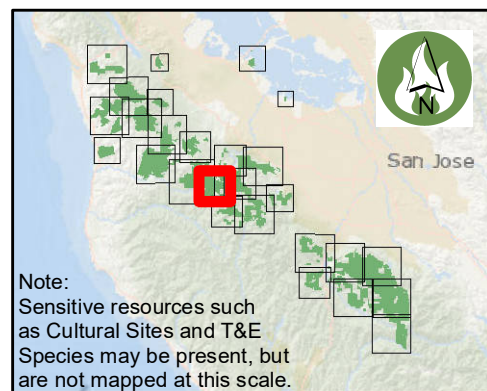 N
San Jose
Note:
Sensitive resources such
as Cultural Sites and T&E
Species may be present, but
are not mapped at this scale.